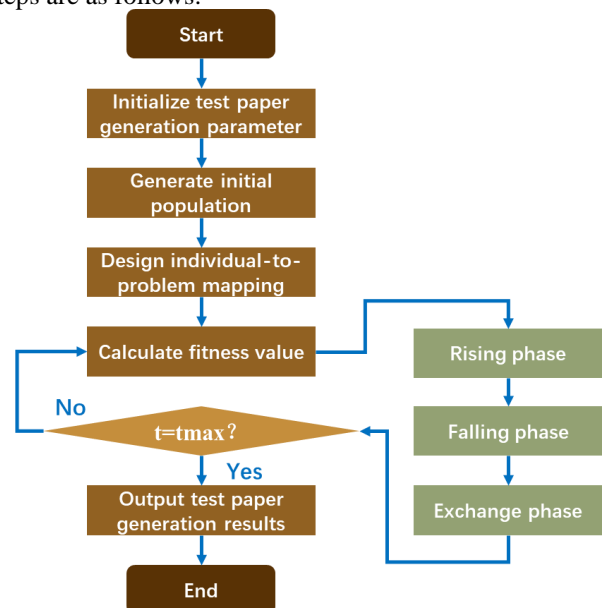 steps are as follows:
Start
Initialize test paper
generation parameter
Generate initial
population
Design individual-to-
problem mapping
Calculate fitness value
Rising phase
Falling phase
Exchange phase
No
t=tmax？
Yes
Output test paper
generation results
End